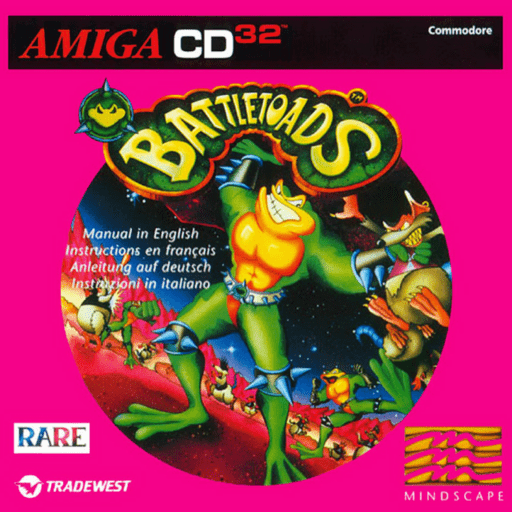 AMIGA CD32™
Commodore
BATTLETOADS™
Manual in English
Instructions en français
Anleitung auf deutsch
Instruzioni in italiano
RARE
TRADEWEST
MINDSCAPE